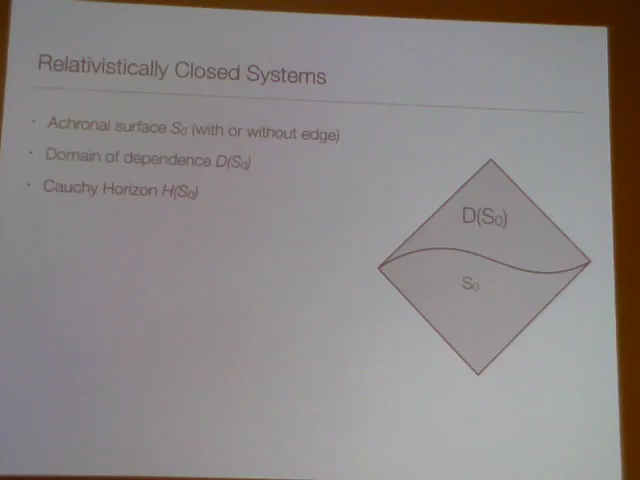 Relativistically Closed Systems
• Achronal surface S₀ (with or without edge)
• Domain of dependence D(S₀)
• Cauchy Horizon H(S₀)
D(S₀)
S₀